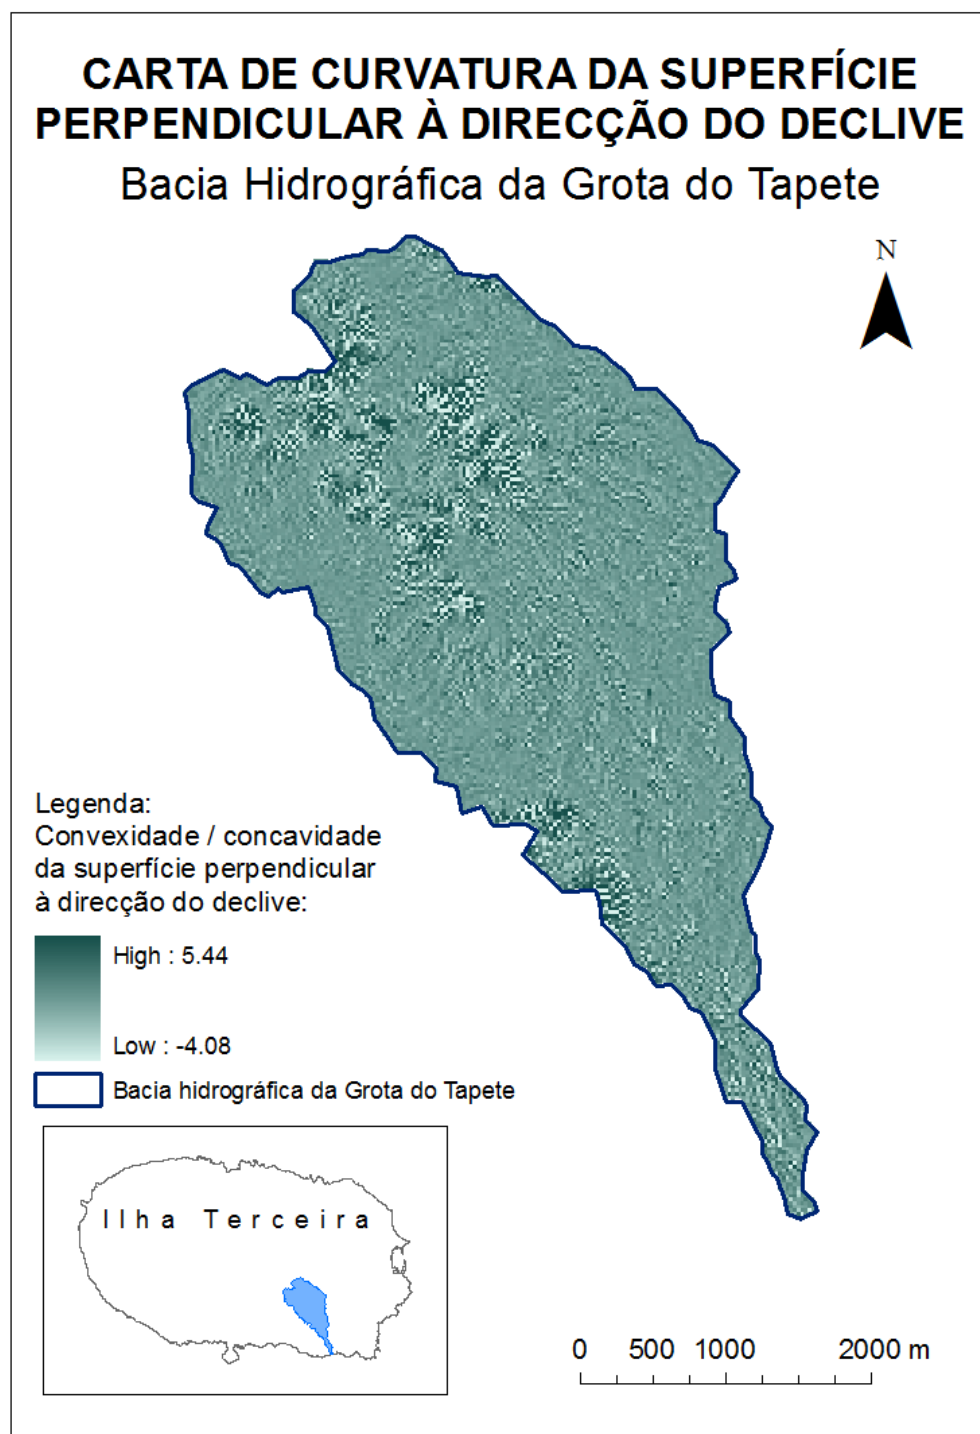 CARTA DE CURVATURA DA SUPERFÍCIE
PERPENDICULAR À DIRECÇÃO DO DECLIVE
Bacia Hidrográfica da Grota do Tapete
N
Legenda:
Convexidade / concavidade
da superfície perpendicular
à direcção do declive:
High : 5.44
Low : -4.08
Bacia hidrográfica da Grota do Tapete
Ilha Terceira
0 500 1000 2000 m